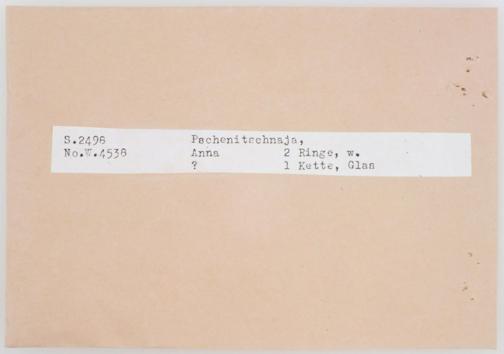 S.2498 Pschenitschnaja,
No.W.4538 Anna 2 Ringe, w.
? 1 Kette, Glas